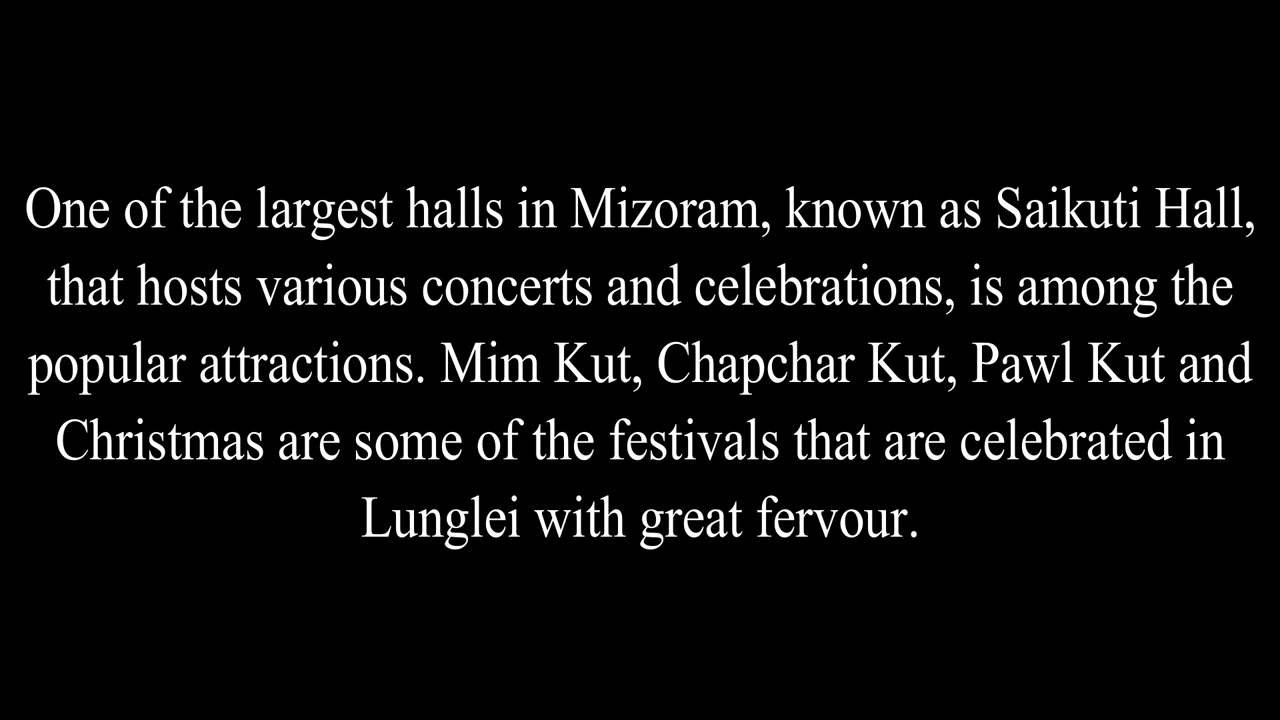 One of the largest halls in Mizoram, known as Saikuti Hall,
that hosts various concerts and celebrations, is among the
popular attractions. Mim Kut, Chapchar Kut, Pawl Kut and
Christmas are some of the festivals that are celebrated in
Lunglei with great fervour.